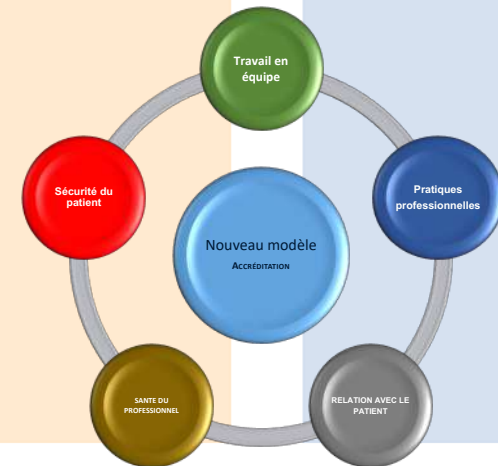 Travail en
équipe
Sécurité du
patient
Pratiques
professionnelles
Nouveau modèle
ACCRÉDITATION
SANTE DU
PROFESSIONNEL
RELATION AVEC LE
PATIENT